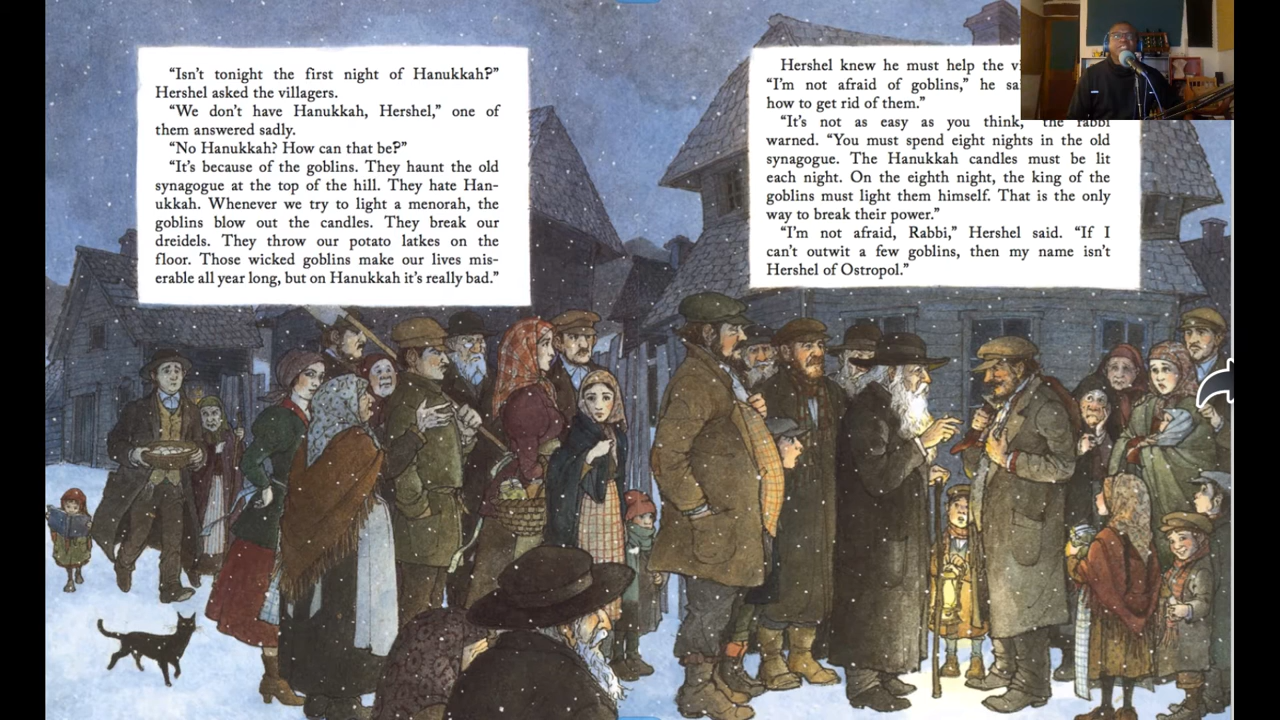 “Isn’t tonight the first night of Hanukkah?”
Hershel asked the villagers.
“We don’t have Hanukkah, Hershel,” one of
them answered sadly.
“No Hanukkah? How can that be?”
“It’s because of the goblins. They haunt the old
synagogue at the top of the hill. They hate Han-
ukkah. Whenever we try to light a menorah, the
goblins blow out the candles. They break our
dreidels. They throw our potato latkes on the
floor. Those wicked goblins make our lives mis-
erable all year long, but on Hanukkah it’s really bad.”
Hershel knew he must help the
“I’m not afraid of goblins,” he
how to get rid of them.”
“It’s not as easy as you think,” the rabbi
warned. “You must spend eight nights in the old
synagogue. The Hanukkah candles must be lit
each night. On the eighth night, the king of the
goblins must light them himself. That is the only
way to break their power.”
“I’m not afraid, Rabbi,” Hershel said. “If I
can’t outwit a few goblins, then my name isn’t
Hershel of Ostropol.”